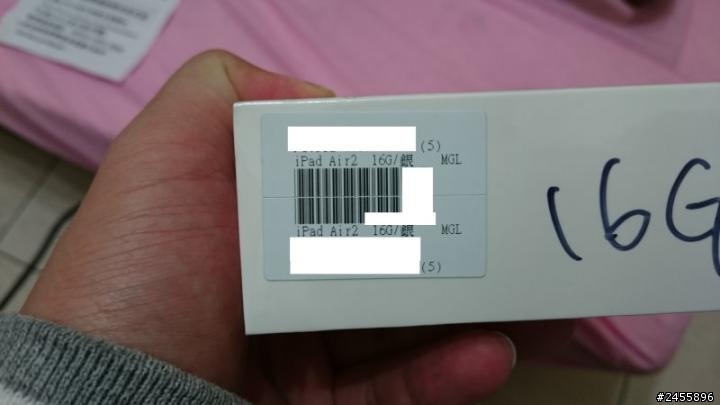 (5)
iPad Air2 16G/銀 MGL
iPad Air2 16G/銀 MGL
(5)
16G
#2455896